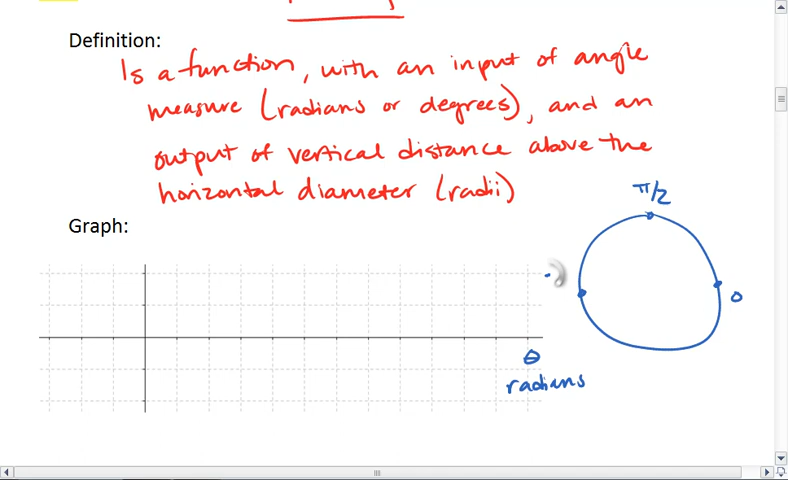 Definition:
Is a function, with an input of angle
measure (radians or degrees), and an
output of vertical distance above the
horizontal diameter (radii)
π/2
Graph:
0
θ
radians